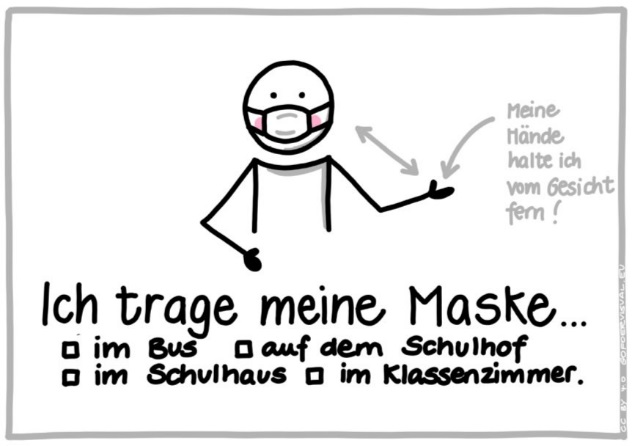 Meine
Hände
halte ich
vom Gesicht
fern!
Ich trage meine Maske...
im Bus auf dem Schulhof
im Schulhaus im Klassenzimmer.